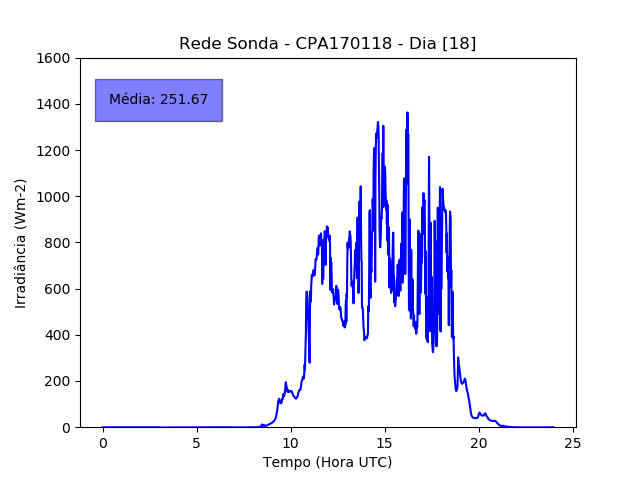 Rede Sonda - CPA170118 - Dia [18]
1600
1400
1200
1000
800
600
400
200
0
Irradiância (Wm-2)
Média: 251.67
0 5 10 15 20 25
Tempo (Hora UTC)